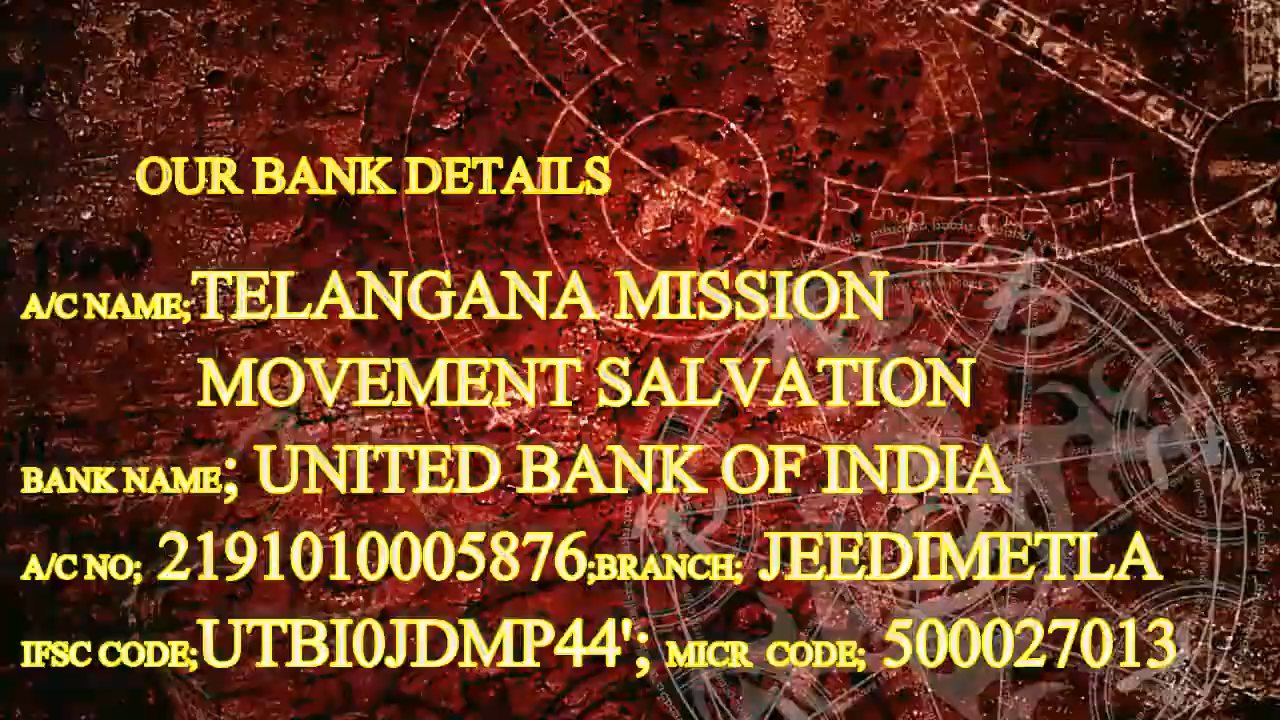 OUR BANK DETAILS
A/C NAME;TELANGANA MISSION
MOVEMENT SALVATION
BANK NAME; UNITED BANK OF INDIA
A/C NO; 2191010005876;BRANCH; JEEDIMETLA
IFSC CODE;UTBI0JDMP44'; MICR CODE; 500027013